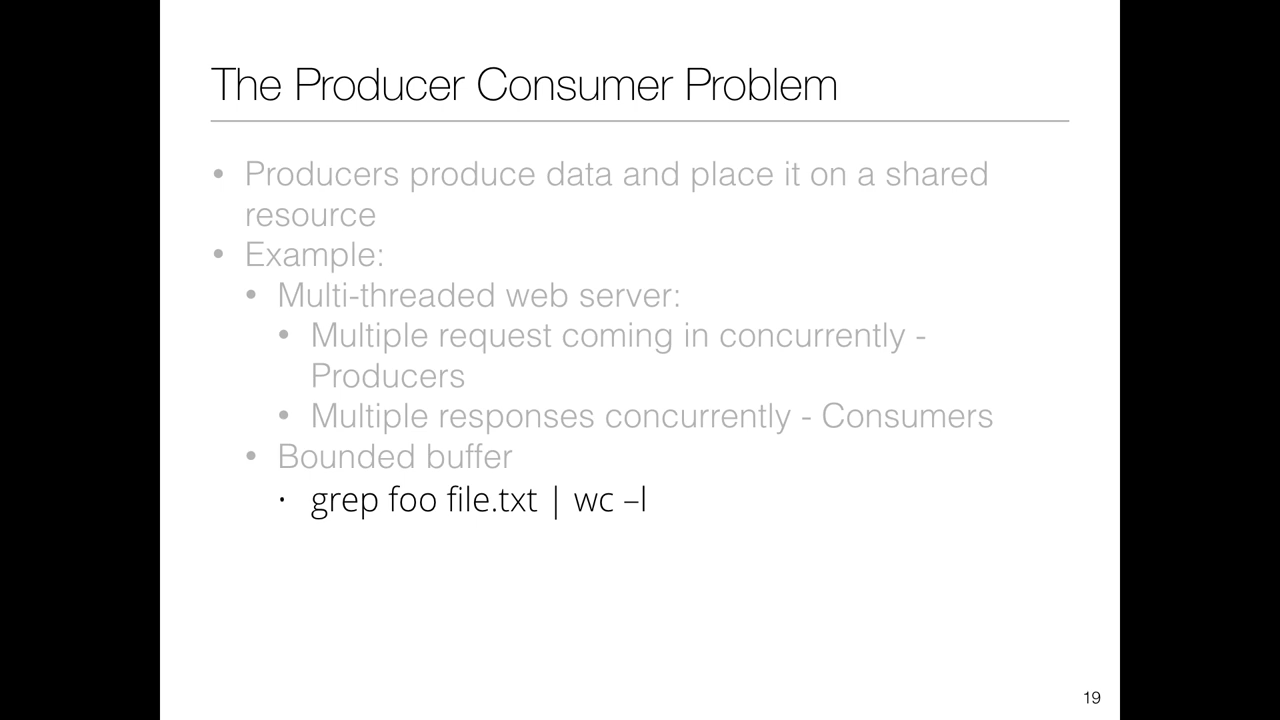 The Producer Consumer Problem
• Producers produce data and place it on a shared
resource
• Example:
• Multi-threaded web server:
• Multiple request coming in concurrently -
Producers
• Multiple responses concurrently - Consumers
• Bounded buffer
• grep foo file.txt | wc –l
19